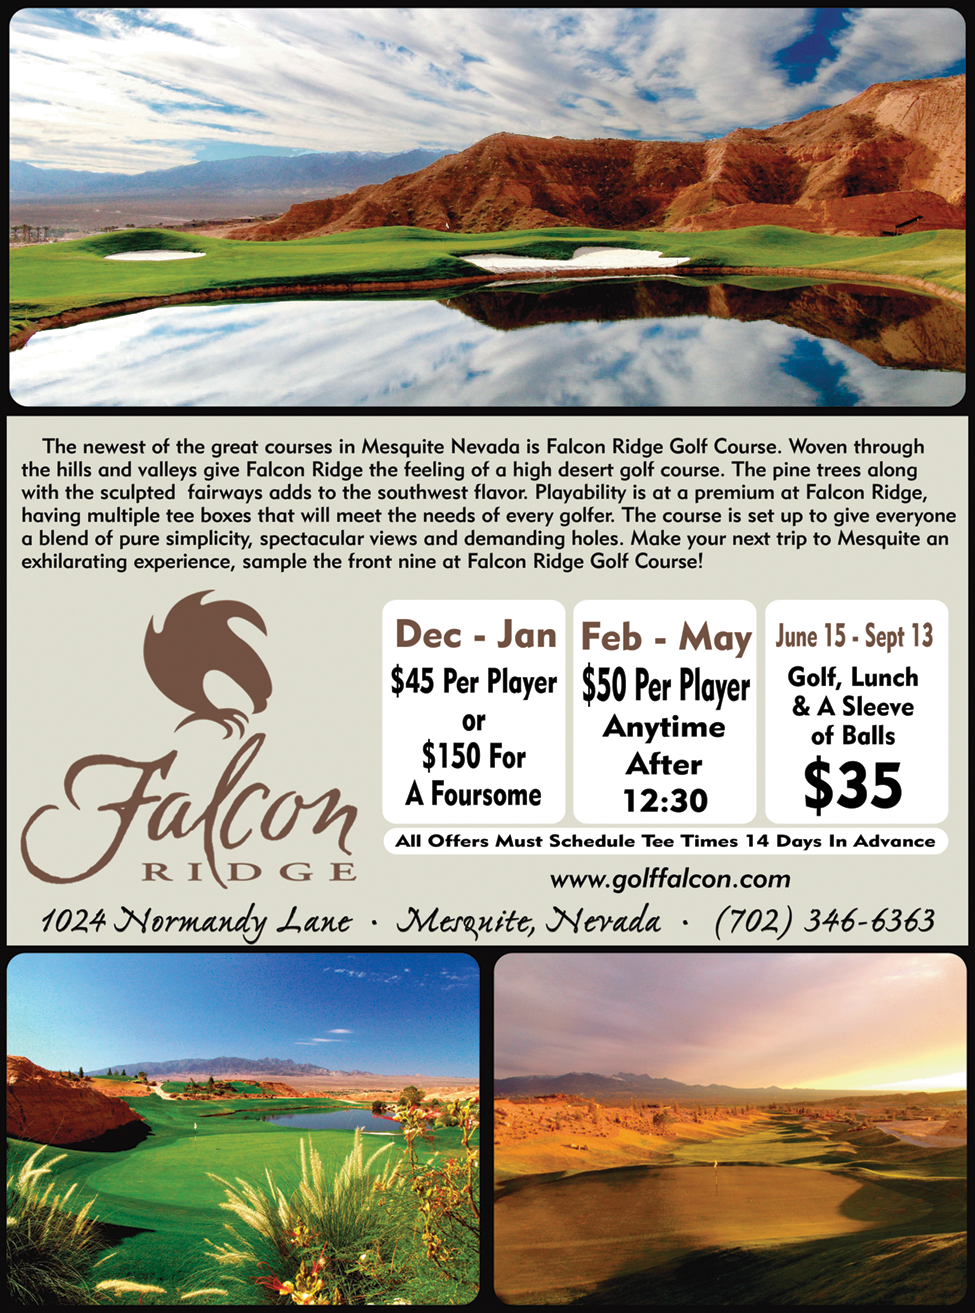 The newest of the great courses in Mesquite Nevada is Falcon Ridge Golf Course. Woven through
the hills and valleys give Falcon Ridge the feeling of a high desert golf course. The pine trees along
with the sculpted fairways adds to the southwest flavor. Playability is at a premium at Falcon Ridge,
having multiple tee boxes that will meet the needs of every golfer. The course is set up to give everyone
a blend of pure simplicity, spectacular views and demanding holes. Make your next trip to Mesquite an
exhilarating experience, sample the front nine at Falcon Ridge Golf Course!
Falcon
RIDGE
Dec - Jan
$45 Per Player
or
$150 For
A Foursome
Feb - May
$50 Per Player
Anytime
After
12:30
June 15 - Sept 13
Golf, Lunch
& A Sleeve
of Balls
$35
All Offers Must Schedule Tee Times 14 Days In Advance
www.golffalcon.com
1024 Normandy Lane · Mesquite, Nevada · (702) 346-6363